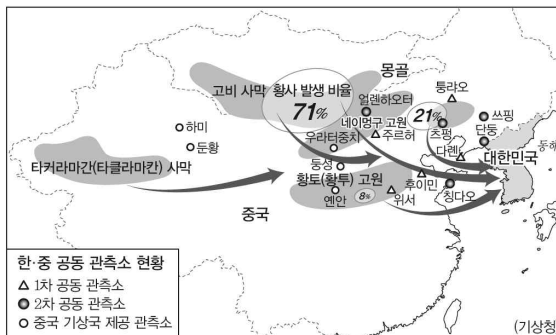 몽골
고비 사막
황사 발생 비율
71%
얼롄하오터
네이멍구 고원
우라터중치
주르허
퉁랴오
21%
츠펑
쓰핑
단둥
다롄
동해
대한민국
하미
둔황
타커라마간(타클라마칸) 사막
둥성
황토(황투) 고원
옌안
8%
위서
후이민
칭다오
중국
한·중 공동 관측소 현황
△ 1차 공동 관측소
◎ 2차 공동 관측소
○ 중국 기상국 제공 관측소
(기상청)